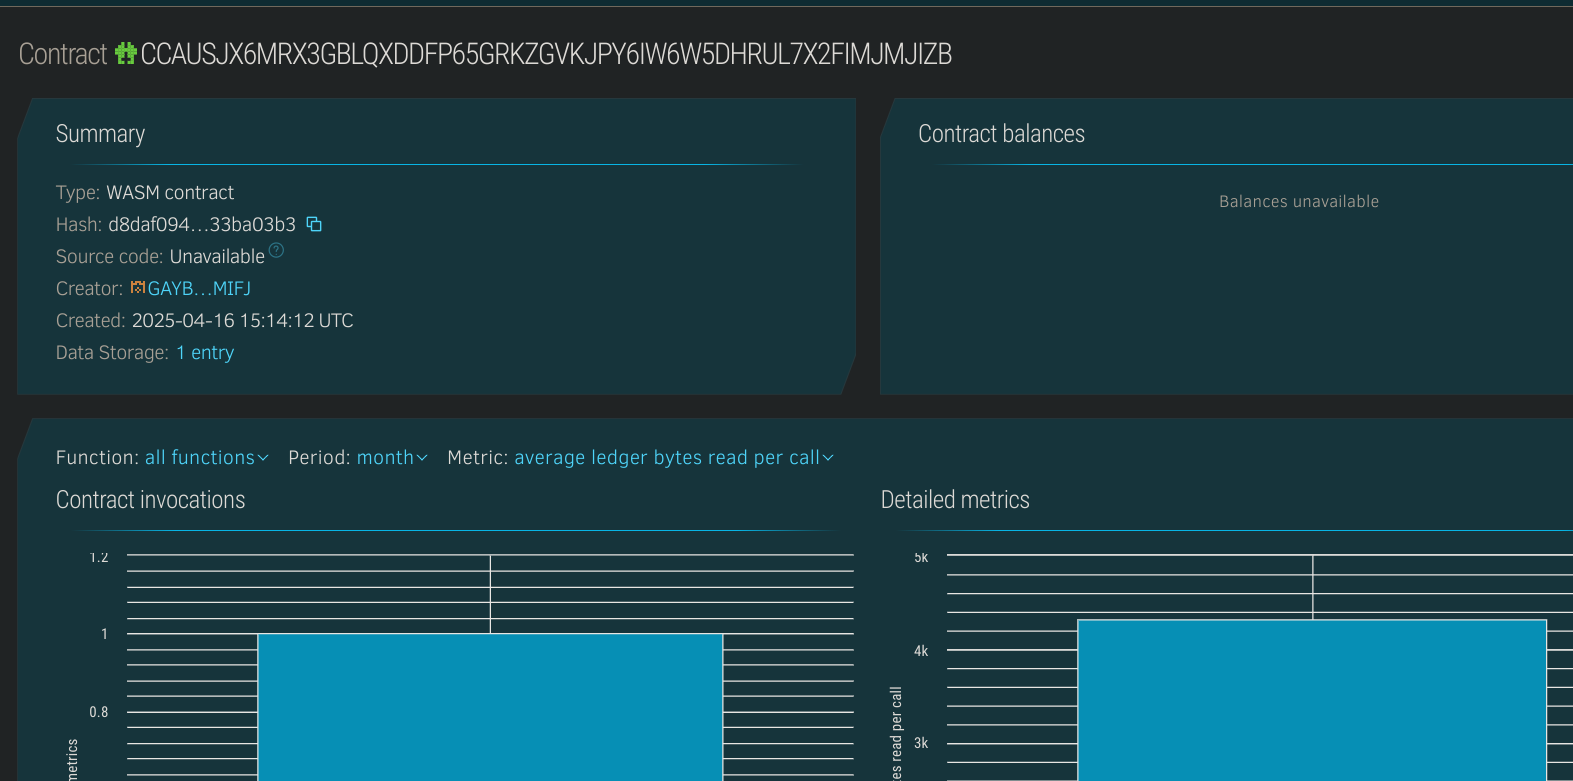 Contract CCAUSJX6MRX3GBLQXDDFP65GRKZGVKJPY6IW6W5DHRUL7X2FIMJMJIZB
Summary
Type: WASM contract
Hash: d8daf094...33ba03b3
Source code: Unavailable ?
Creator: GAYB...MIFJ
Created: 2025-04-16 15:14:12 UTC
Data Storage: 1 entry
Contract balances
Balances unavailable
Function: all functions Period: month Metric: average ledger bytes read per call
Contract invocations
1.2
1
0.8
metrics
Detailed metrics
5k
4k
3k
read per call